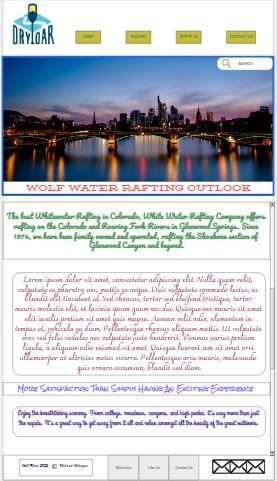 DRYOAR
HOME
SEARCH
WOLF WATER RAFTING OUTLOOK
The best Whitewater Rafting in Colorado, White Water Rafting Company offers
rafting on the Colorado and Roaring Fork Rivers in Glenwood Springs. Since
1974, we have been family owned and operated, rafting the Shoshone section of
Glenwood Canyon and beyond.
Lorem ipsum dolor sit amet, consectetur adipiscing elit. Nulla quam velit,
vulputate eu pharetra nec, mattis ac neque. Duis vulputate commodo lectus, ac
blandit elit tincidunt id. Sed rhoncus, tortor sed eleifend tristique, tortor
mauris molestie elit, et lacinia ipsum quam nec dui. Quisque nec mauris sit amet
elit iaculis pretium sit amet quis magna. Aenean velit odio, elementum in
tempus ut, vehicula eu diam. Pellentesque rhoncus aliquam mattis. Ut vulputate
eros sed felis sodales nec vulputate justo hendrerit. Vivamus varius pretium
ligula, a aliquam odio euismod sit amet. Quisque laoreet sem sit amet orci
ullamcorper at ultricies metus viverra. Pellentesque arcu mauris, malesuada
quis ornare accumsan, blandit sed diam.
More Satisfaction Than Simply Having An Exciting Experience
Enjoy the breathtaking scenery. From valleys, meadows, canyons, and high peaks; it's way more than just
the rapids. It's a great way to get away from it all and relax amongst all the beauty of the great outdoors.
Like Us
Contact Us